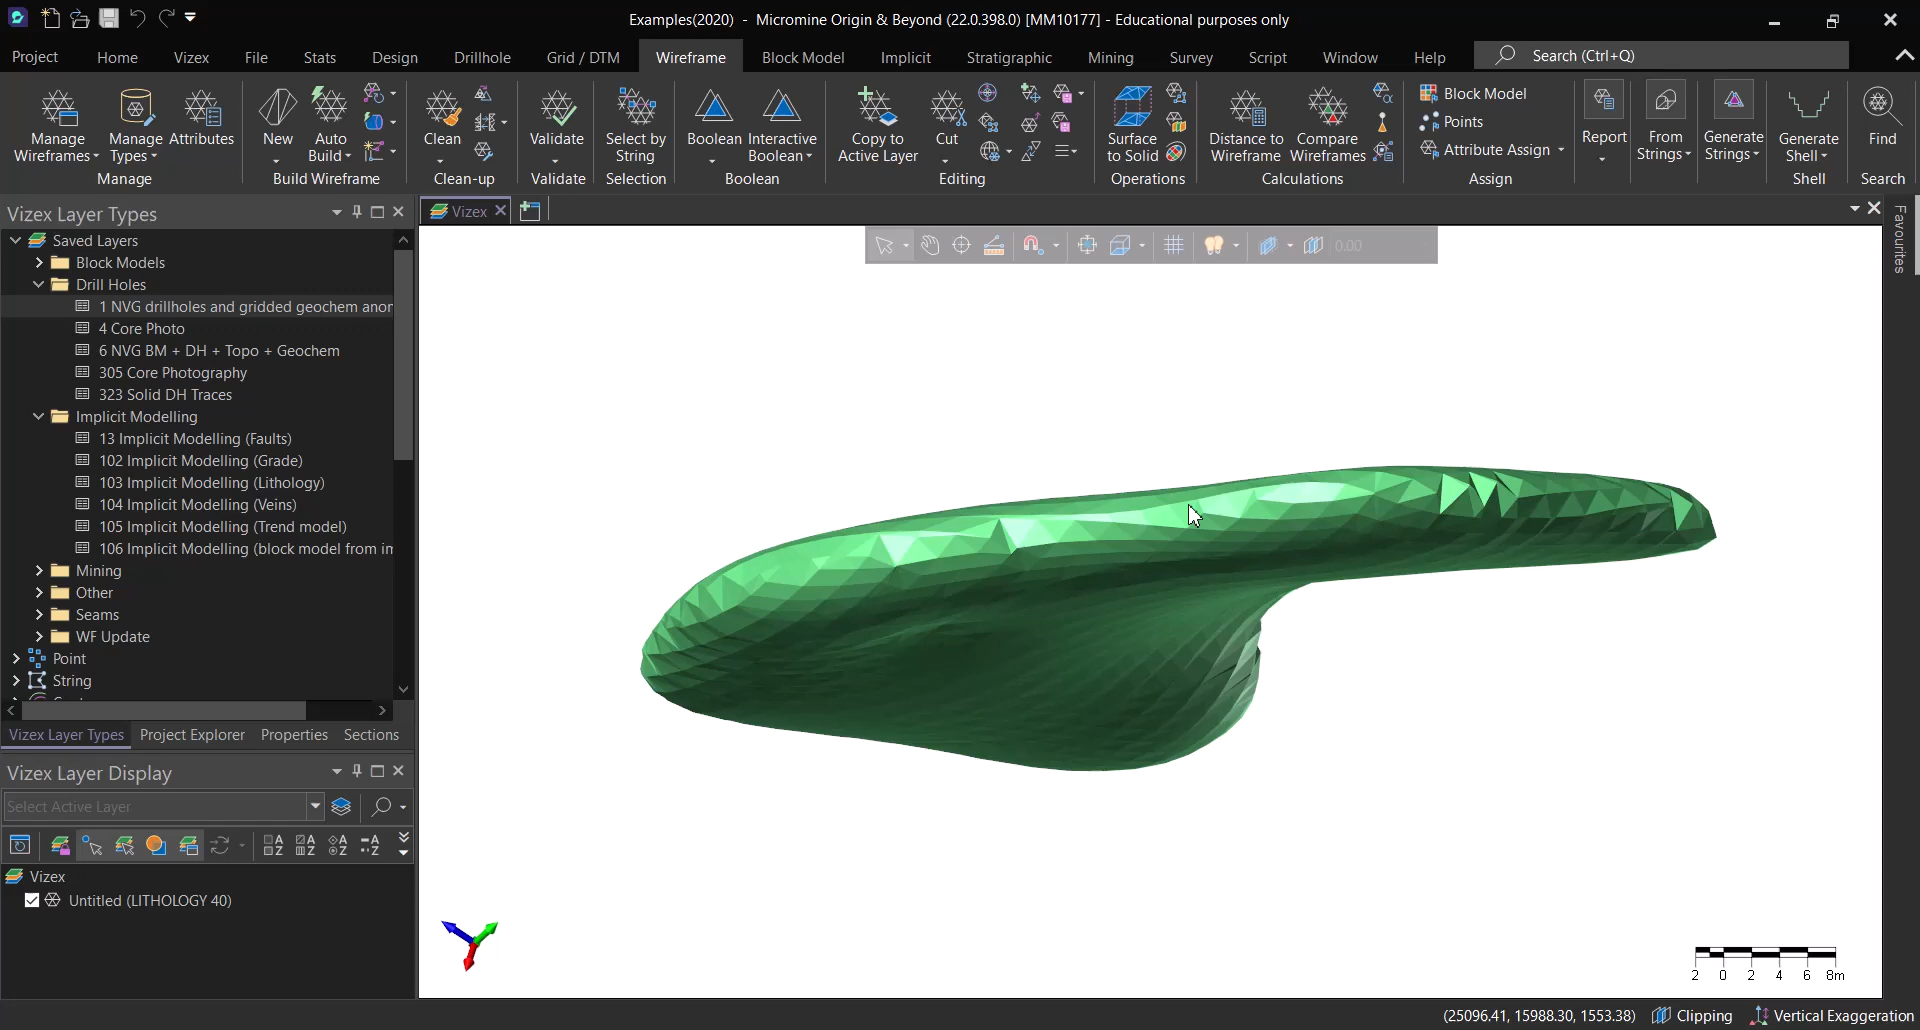 Examples(2020) - Micromine Origin & Beyond (22.0.398.0) [MM10177] - Educational purposes only
Project Home Vizex File Stats Design Drillhole Grid / DTM Wireframe Block Model Implicit Stratigraphic Mining Survey Script Window Help Search (Ctrl+Q)
Manage Wireframes
Manage Types
Attributes
Manage
New
Auto Build
Build Wireframe
Clean
Clean-up
Validate
Validate
Select by String
Selection
Boolean
Interactive Boolean
Boolean
Copy to Active Layer
Cut
Editing
Surface to Solid
Operations
Distance to Wireframe
Compare Wireframes
Calculations
Block Model
Points
Attribute Assign
Assign
Report
From Strings
Generate Strings
Generate Shell
Shell
Find
Search
Vizex Layer Types
Saved Layers
Block Models
Drill Holes
1 NVG drillholes and gridded geochem anor
4 Core Photo
6 NVG BM + DH + Topo + Geochem
305 Core Photography
323 Solid DH Traces
Implicit Modelling
13 Implicit Modelling (Faults)
102 Implicit Modelling (Grade)
103 Implicit Modelling (Lithology)
104 Implicit Modelling (Veins)
105 Implicit Modelling (Trend model)
106 Implicit Modelling (block model from in
Mining
Other
Seams
WF Update
Point
String
Vizex Layer Types Project Explorer Properties Sections
Vizex Layer Display
Select Active Layer
Vizex
Untitled (LITHOLOGY 40)
Vizex
0.00
Favourites
2 0 2 4 6 8m
(25096.41, 15988.30, 1553.38) Clipping Vertical Exaggeration